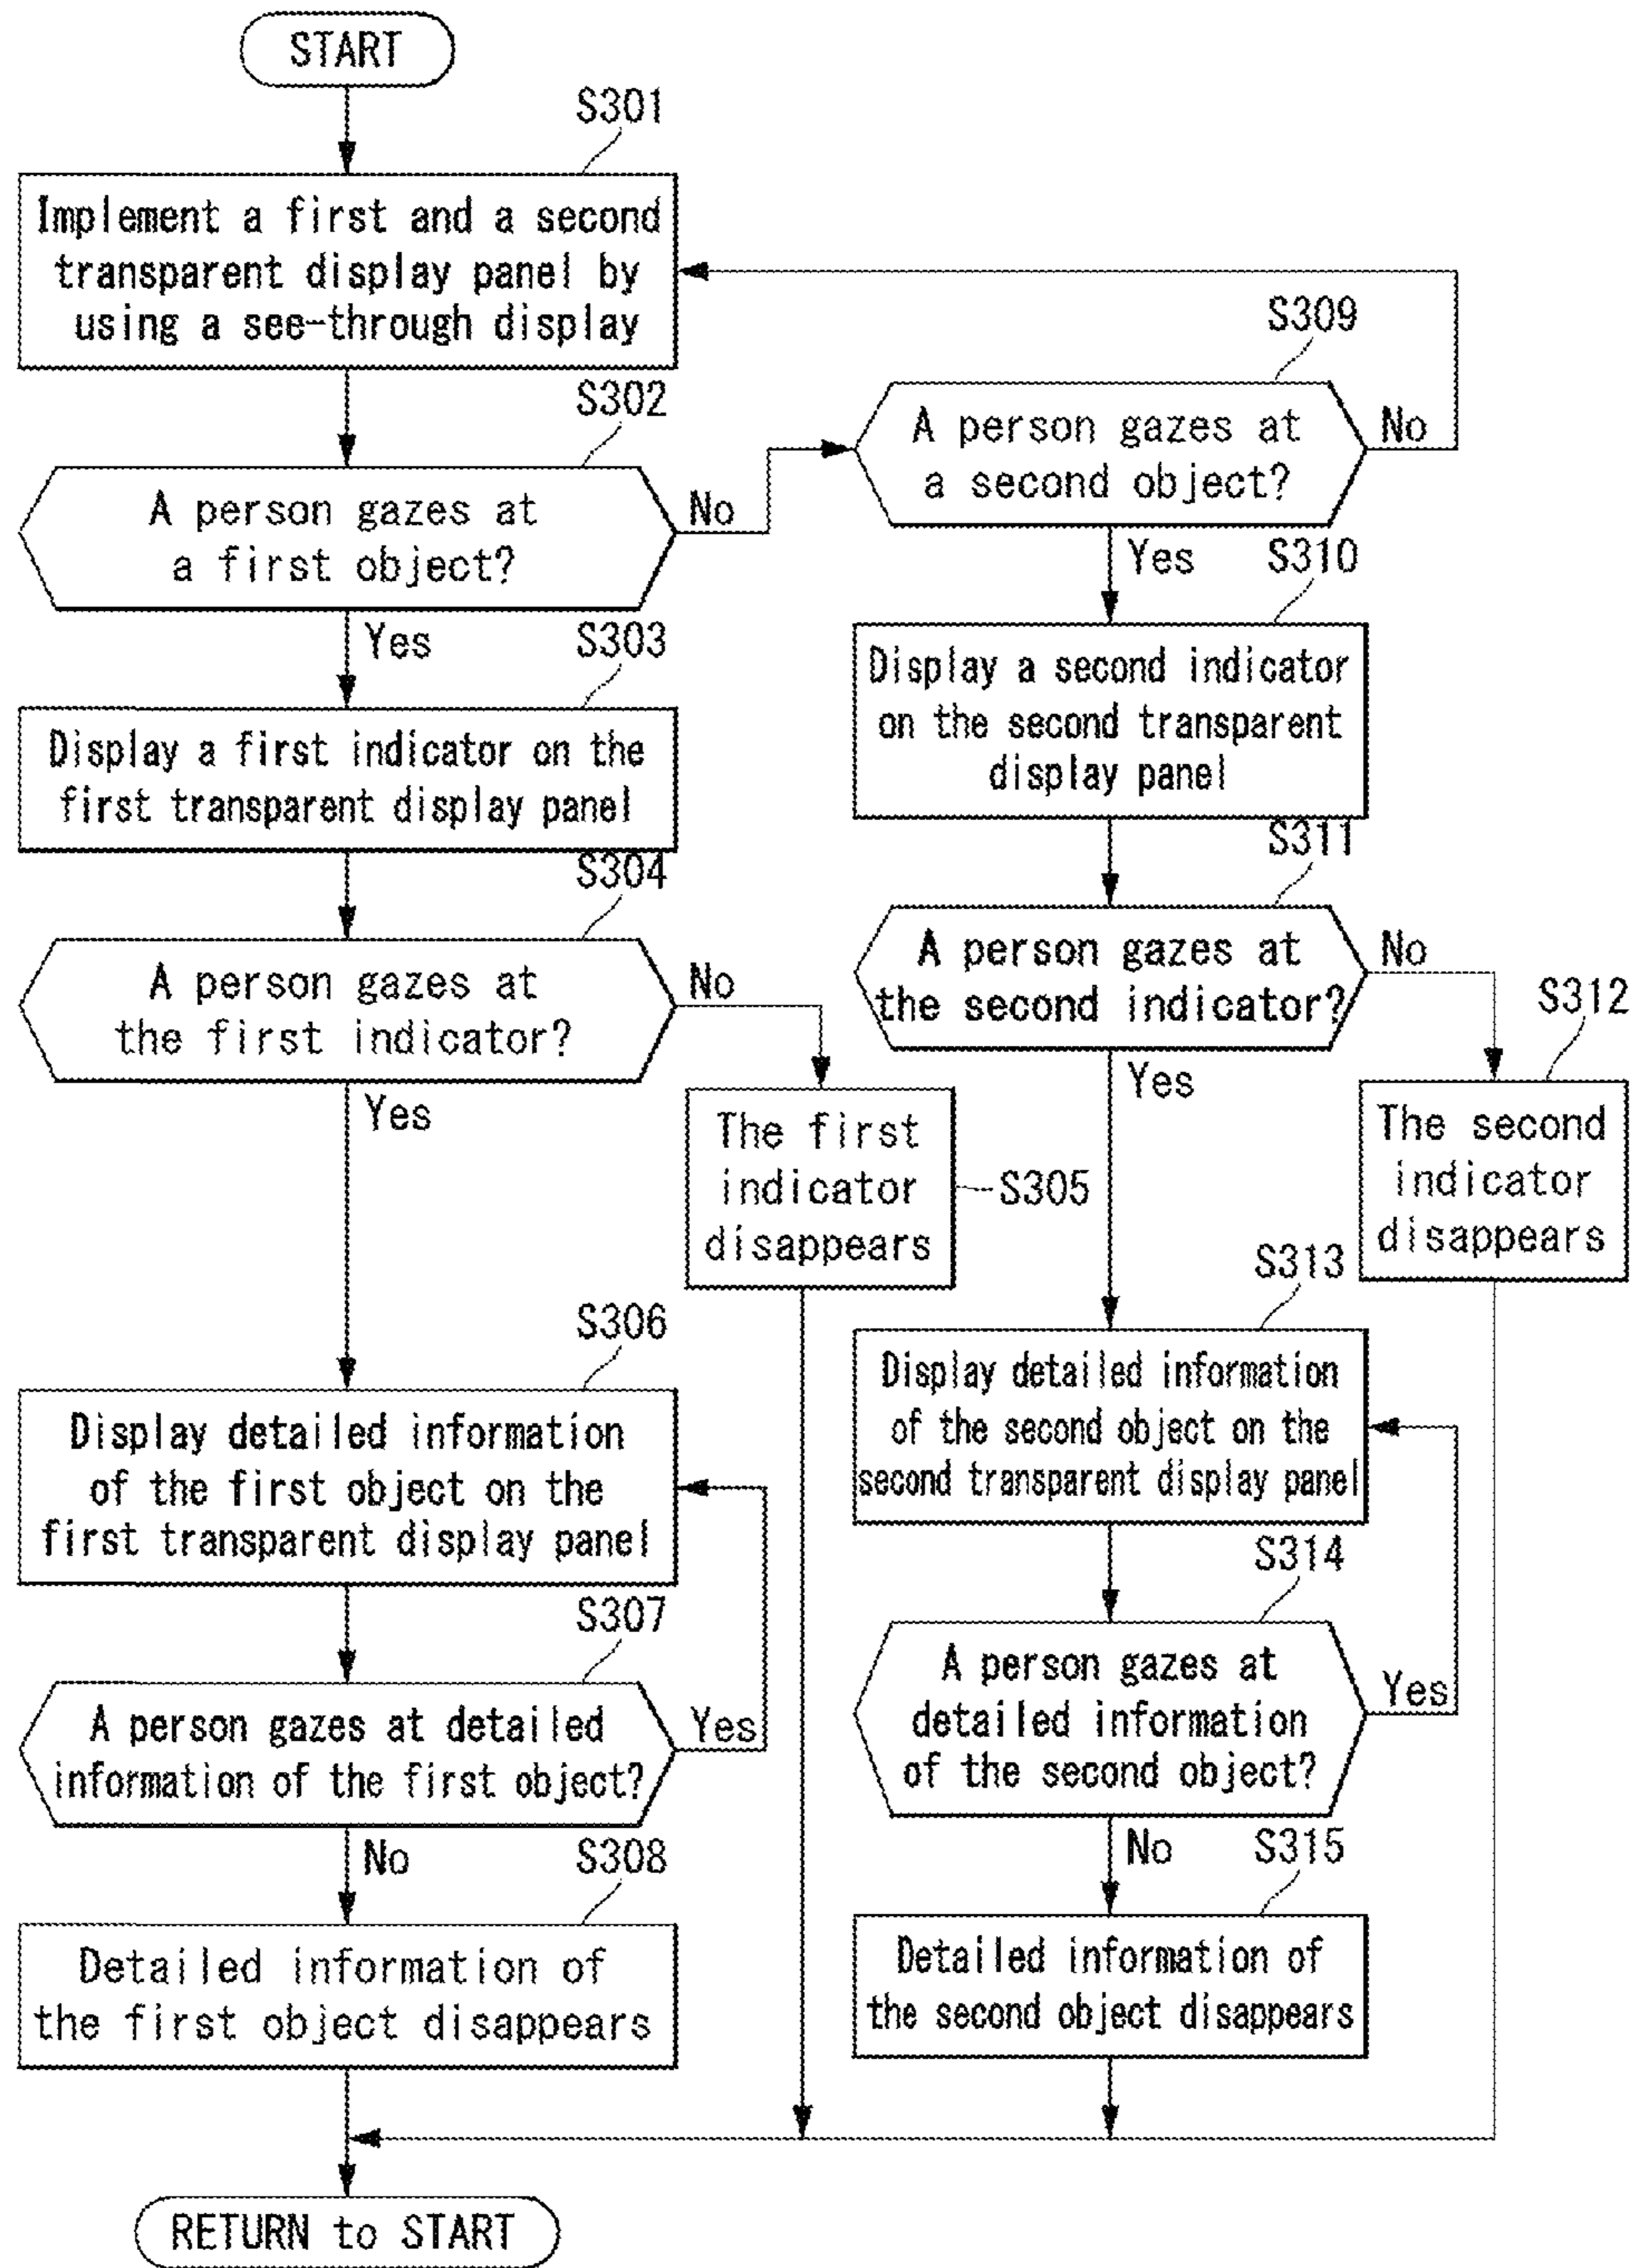 START
S301
Implement a first and a second
transparent display panel by
using a see-through display
S302
A person gazes at
a first object?
No
Yes
S303
Display a first indicator on the
first transparent display panel
S304
A person gazes at
the first indicator?
No
Yes
The first
indicator
disappears
S305
S306
Display detailed information
of the first object on the
first transparent display panel
S307
A person gazes at detailed
information of the first object?
Yes
No
S308
Detailed information of
the first object disappears
S309
A person gazes at
a second object?
No
Yes
S310
Display a second indicator
on the second transparent
display panel
S311
A person gazes at
the second indicator?
No
Yes
S312
The second
indicator
disappears
S313
Display detailed information
of the second object on the
second transparent display panel
S314
A person gazes at
detailed information
of the second object?
Yes
No
S315
Detailed information of
the second object disappears
RETURN to START